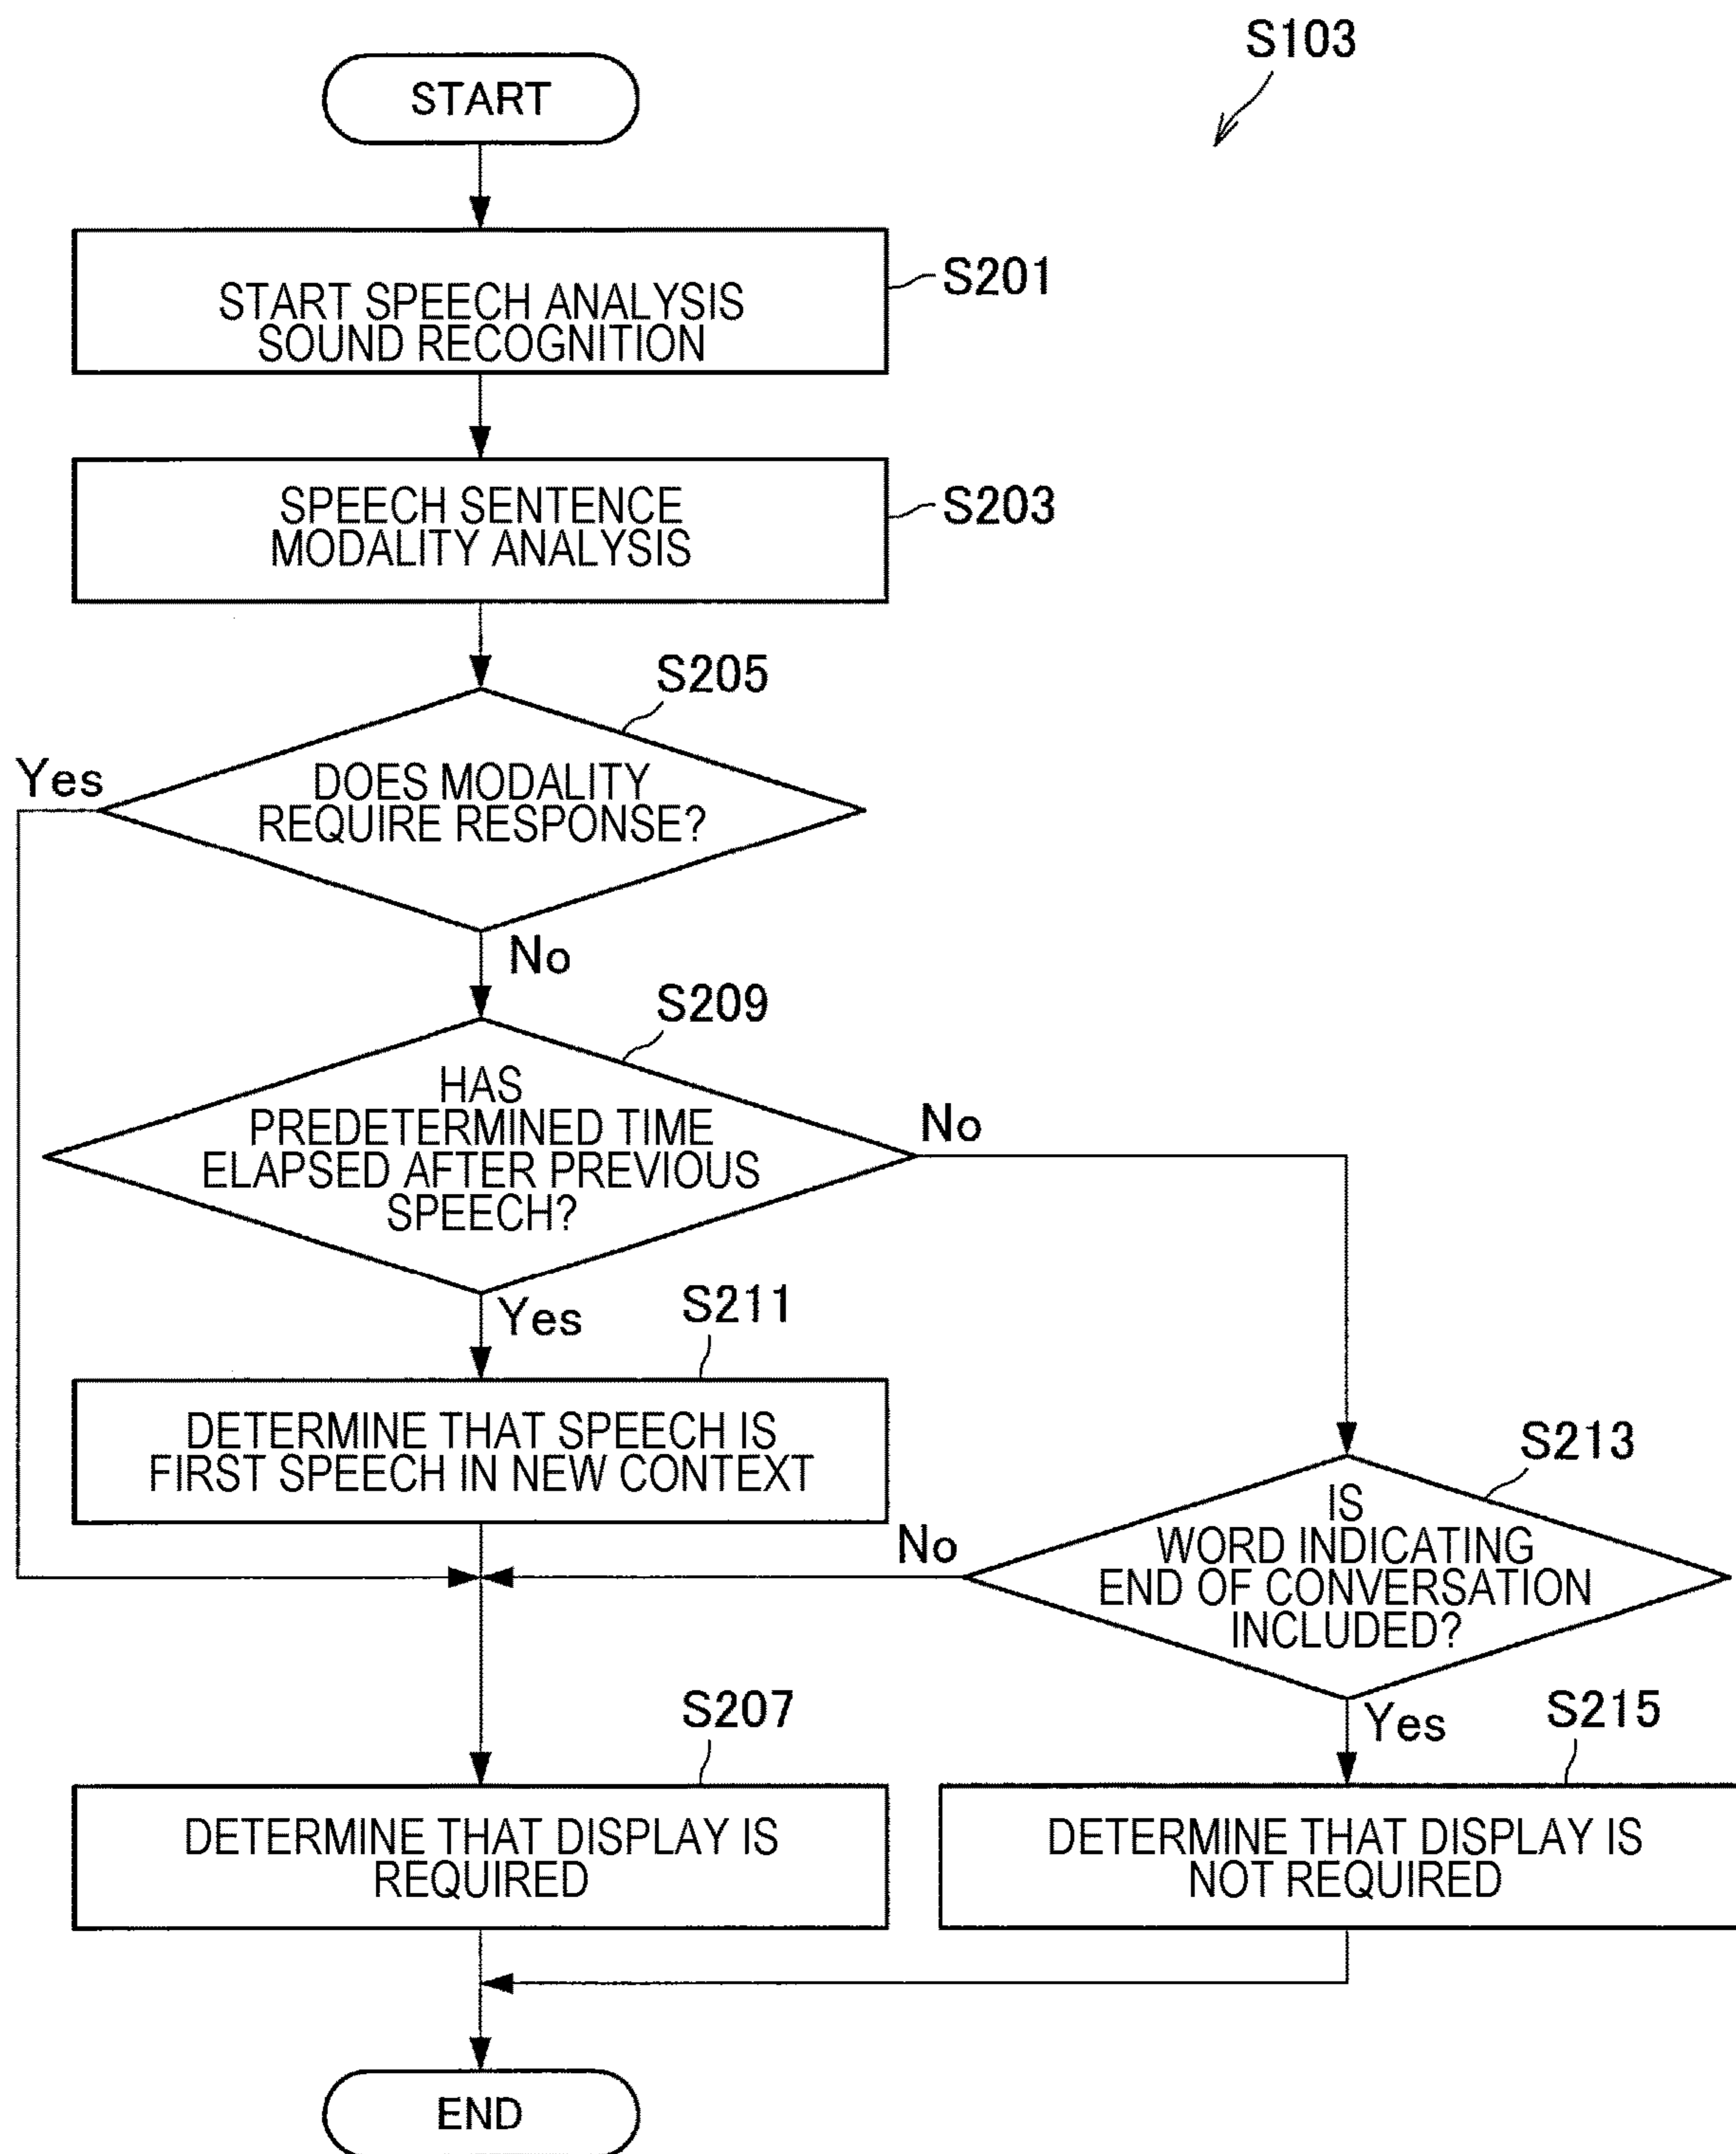 S103
START
START SPEECH ANALYSIS
SOUND RECOGNITION
S201
SPEECH SENTENCE
MODALITY ANALYSIS
S203
S205
Yes
DOES MODALITY
REQUIRE RESPONSE?
No
S209
HAS
PREDETERMINED TIME
ELAPSED AFTER PREVIOUS
SPEECH?
No
Yes
S211
DETERMINE THAT SPEECH IS
FIRST SPEECH IN NEW CONTEXT
S213
No
IS
WORD INDICATING
END OF CONVERSATION
INCLUDED?
Yes
S207
DETERMINE THAT DISPLAY IS
REQUIRED
S215
DETERMINE THAT DISPLAY IS
NOT REQUIRED
END